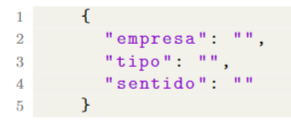 1 {
2 "empresa": "",
3 "tipo": "",
4 "sentido": ""
5 }